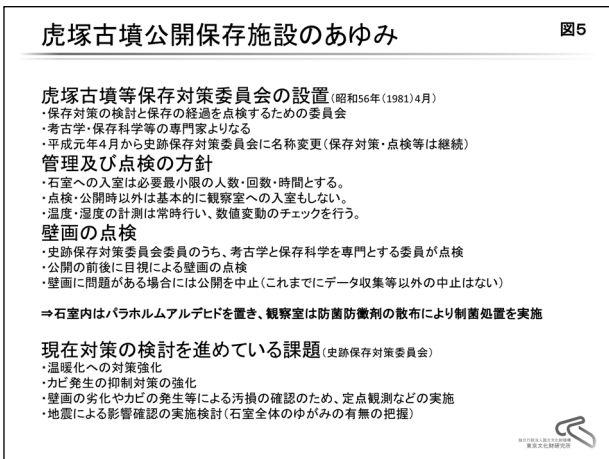 虎塚古墳公開保存施設のあゆみ
図5
虎塚古墳等保存対策委員会の設置(昭和56年(1981)4月)
・保存対策の検討と保存の経過を点検するための委員会
・考古学・保存科学等の専門家よりなる
・平成元年4月から史跡保存対策委員会に名称変更(保存対策・点検等は継続)
管理及び点検の方針
・石室への入室は必要最小限の人数・回数・時間とする。
・点検・公開時以外は基本的に観察室への入室もしない。
・温度・湿度の計測は常時行い、数値変動のチェックを行う。
壁画の点検
・史跡保存対策委員会委員のうち、考古学と保存科学を専門とする委員が点検
・公開の前後に目視による壁画の点検
・壁画に問題がある場合には公開を中止(これまでにデータ収集等以外の中止はない)
⇒石室内はパラホルムアルデヒドを置き、観察室は防菌防黴剤の散布により制菌処置を実施
現在対策の検討を進めている課題(史跡保存対策委員会)
・温暖化への対策強化
・カビ発生の抑制対策の強化
・壁画の劣化やカビの発生等による汚損の確認のため、定点観測などの実施
・地震による影響確認の実施検討(石室全体のゆがみの有無の把握)
独立行政法人国立文化財機構
東京文化財研究所